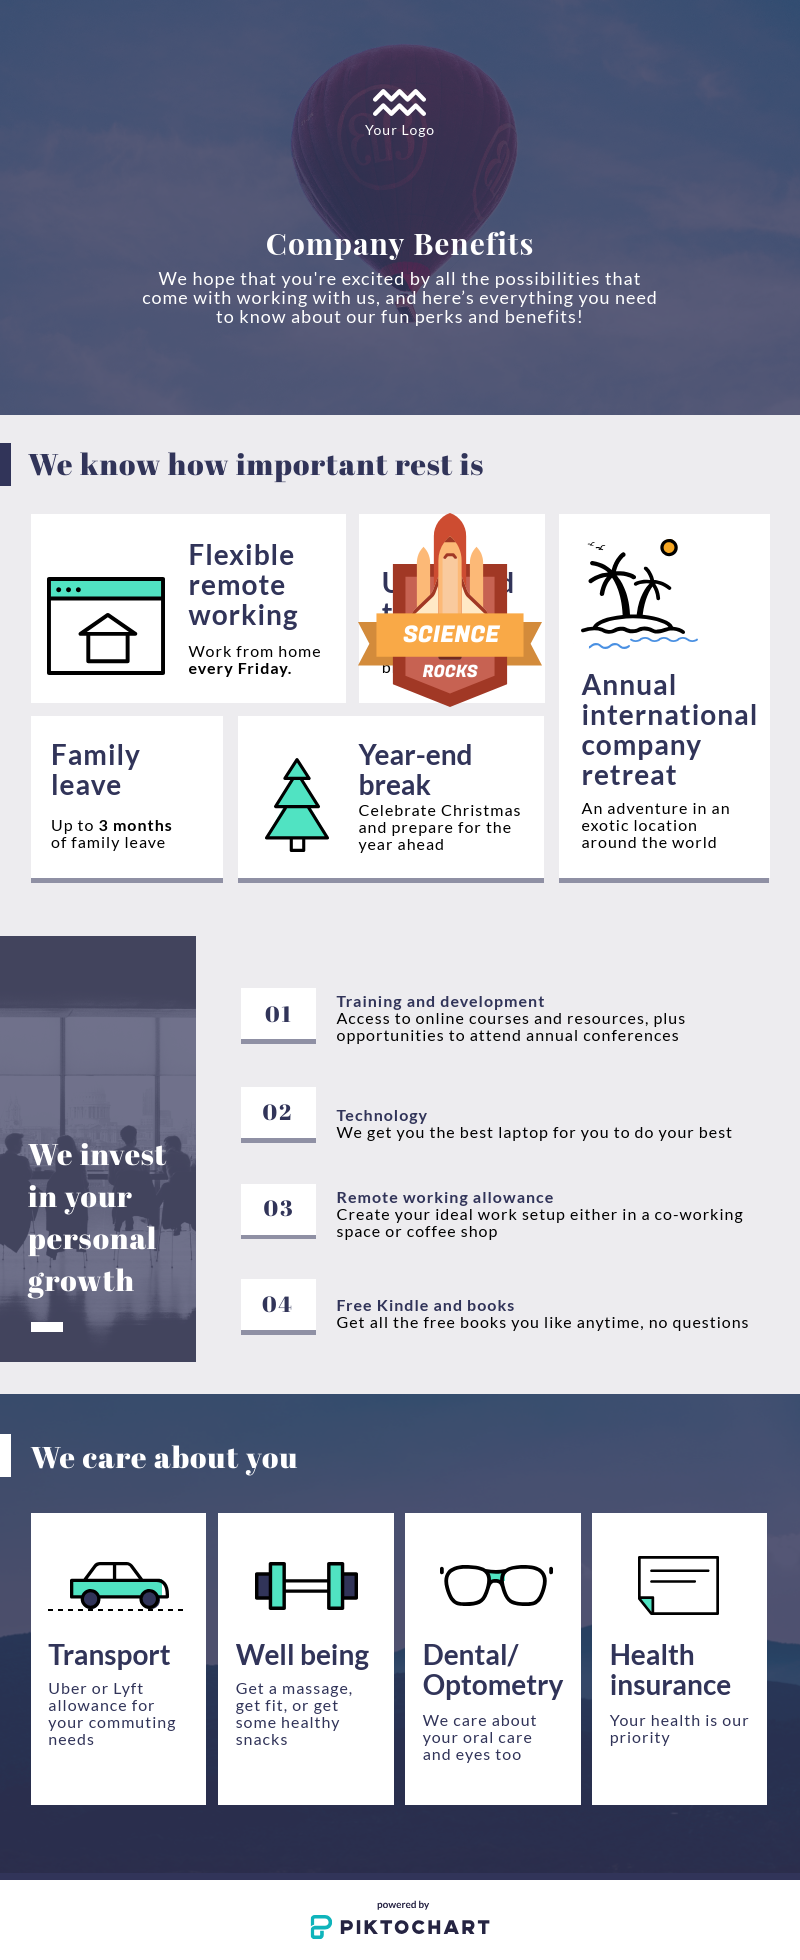 Your Logo
Company Benefits
We hope that you're excited by all the possibilities that
come with working with us, and here's everything you need
to know about our fun perks and benefits!
We know how important rest is
Flexible
remote
working
Work from home
every Friday.
SCIENCE
ROCKS
Annual
international
company
retreat
An adventure in an
exotic location
around the world
Family
leave
Up to 3 months
of family leave
Year-end
break
Celebrate Christmas
and prepare for the
year ahead
We invest
in your
personal
growth
01
Training and development
Access to online courses and resources, plus
opportunities to attend annual conferences
02
Technology
We get you the best laptop for you to do your best
03
Remote working allowance
Create your ideal work setup either in a co-working
space or coffee shop
04
Free Kindle and books
Get all the free books you like anytime, no questions
We care about you
Transport
Uber or Lyft
allowance for
your commuting
needs
Well being
Get a massage,
get fit, or get
some healthy
snacks
Dental/
Optometry
We care about
your oral care
and eyes too
Health
insurance
Your health is our
priority
powered by
PIKTOCHART